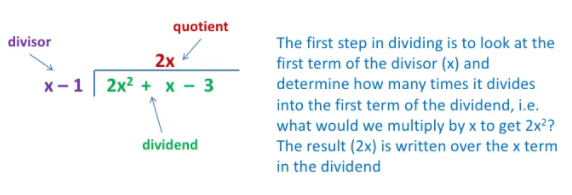 quotient
divisor
2x
x – 1 2x² + x – 3
dividend
The first step in dividing is to look at the
first term of the divisor (x) and
determine how many times it divides
into the first term of the dividend, i.e.
what would we multiply by x to get 2x²?
The result (2x) is written over the x term
in the dividend